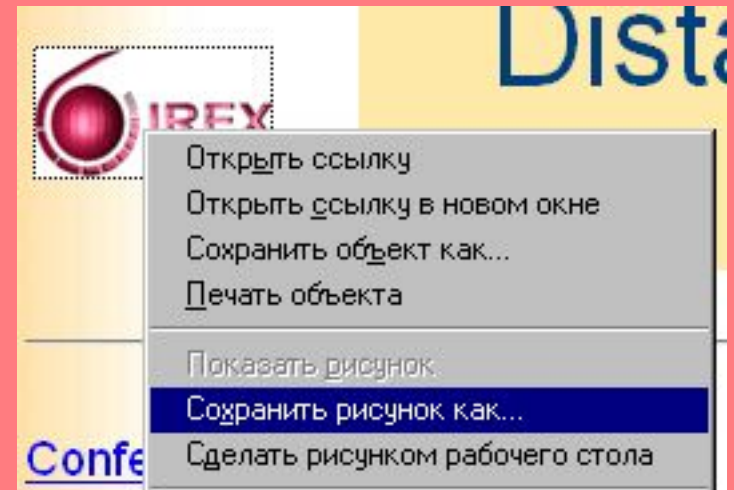 Dista
IREX
Открыть ссылку
Открыть ссылку в новом окне
Сохранить объект как...
Печать объекта
Показать рисунок
Сохранить рисунок как...
Confe
Сделать рисунком рабочего стола